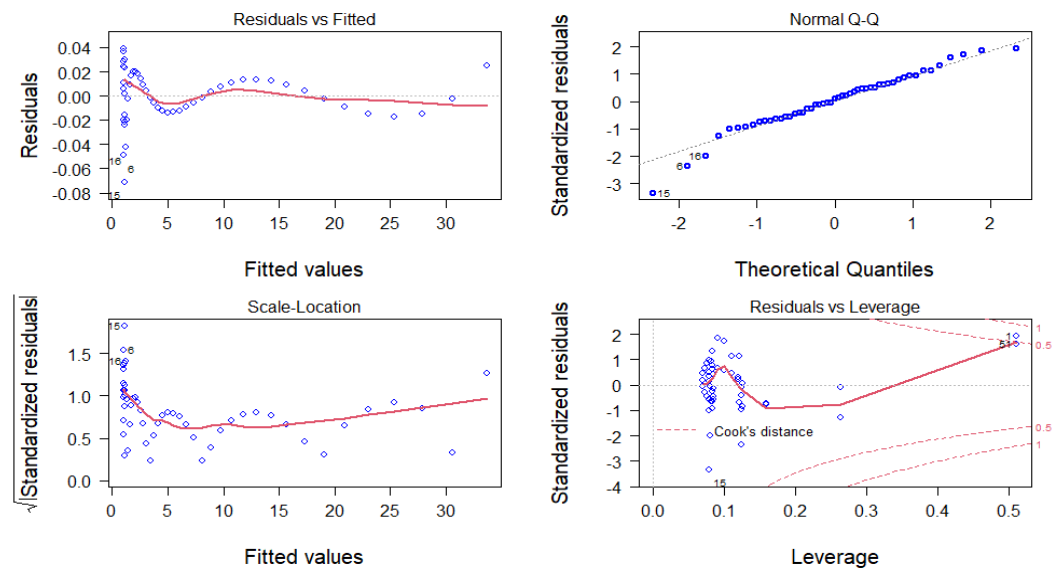 Residuals vs Fitted
Residuals
0.04
0.02
0.00
-0.02
-0.04
-0.06
-0.08
16
6
15
0 5 10 15 20 25 30
Fitted values
Normal Q-Q
Standardized residuals
2
1
0
-1
-2
-3
16
6
15
-2 -1 0 1 2
Theoretical Quantiles
Scale-Location
√|Standardized residuals|
1.5
1.0
0.5
0.0
15
6
16
0 5 10 15 20 25 30
Fitted values
Residuals vs Leverage
Standardized residuals
2
1
0
-1
-2
-3
-4
1
51
15
Cook's distance
1
0.5
0.5
1
0.0 0.1 0.2 0.3 0.4 0.5
Leverage